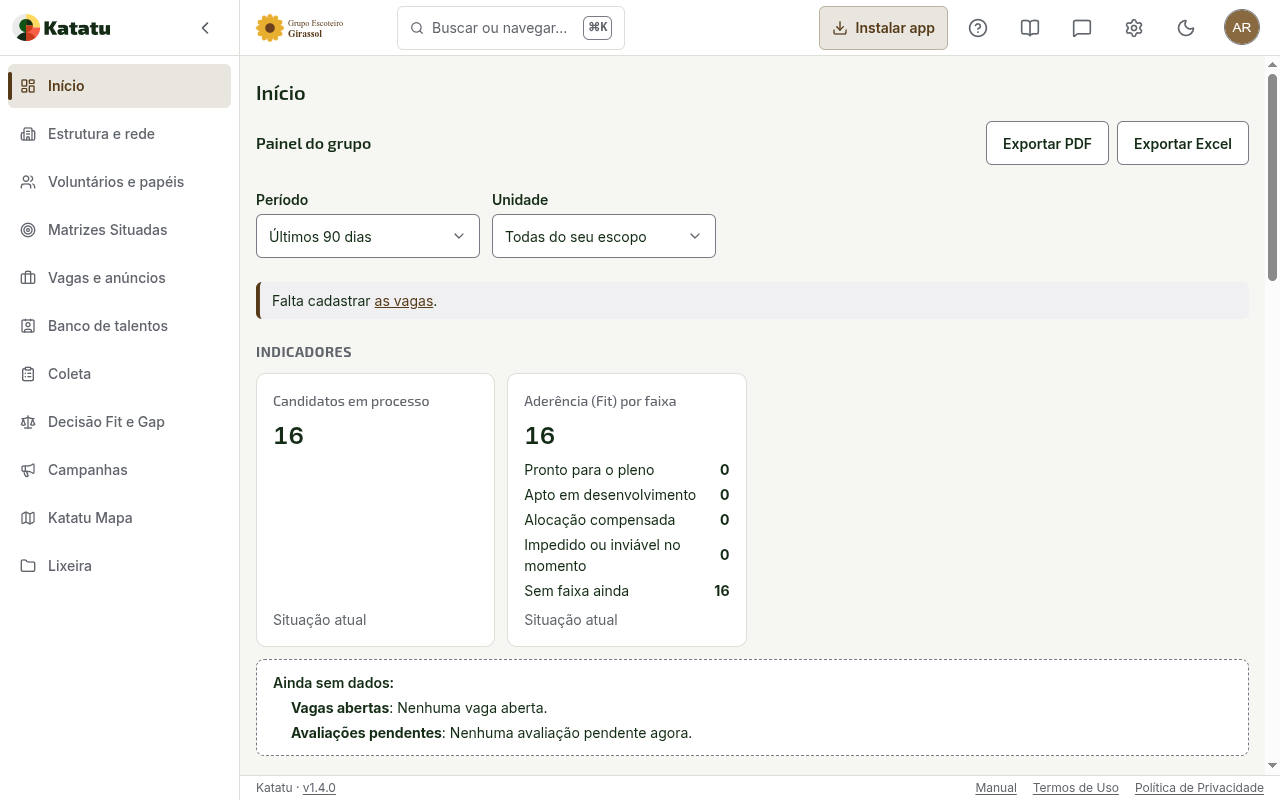 Katatu
Grupo Escoteiro
Girassol
Buscar ou navegar...
⌘K
Instalar app
AR
Início
Estrutura e rede
Voluntários e papéis
Matrizes Situadas
Vagas e anúncios
Banco de talentos
Coleta
Decisão Fit e Gap
Campanhas
Katatu Mapa
Lixeira
Início
Painel do grupo
Exportar PDF
Exportar Excel
Período
Unidade
Últimos 90 dias
Todas do seu escopo
Falta cadastrar as vagas.
INDICADORES
Candidatos em processo
16
Situação atual
Aderência (Fit) por faixa
16
Pronto para o pleno 0
Apto em desenvolvimento 0
Alocação compensada 0
Impedido ou inviável no
momento 0
Sem faixa ainda 16
Situação atual
Ainda sem dados:
Vagas abertas: Nenhuma vaga aberta.
Avaliações pendentes: Nenhuma avaliação pendente agora.
Katatu · v1.4.0
Manual
Termos de Uso
Política de Privacidade